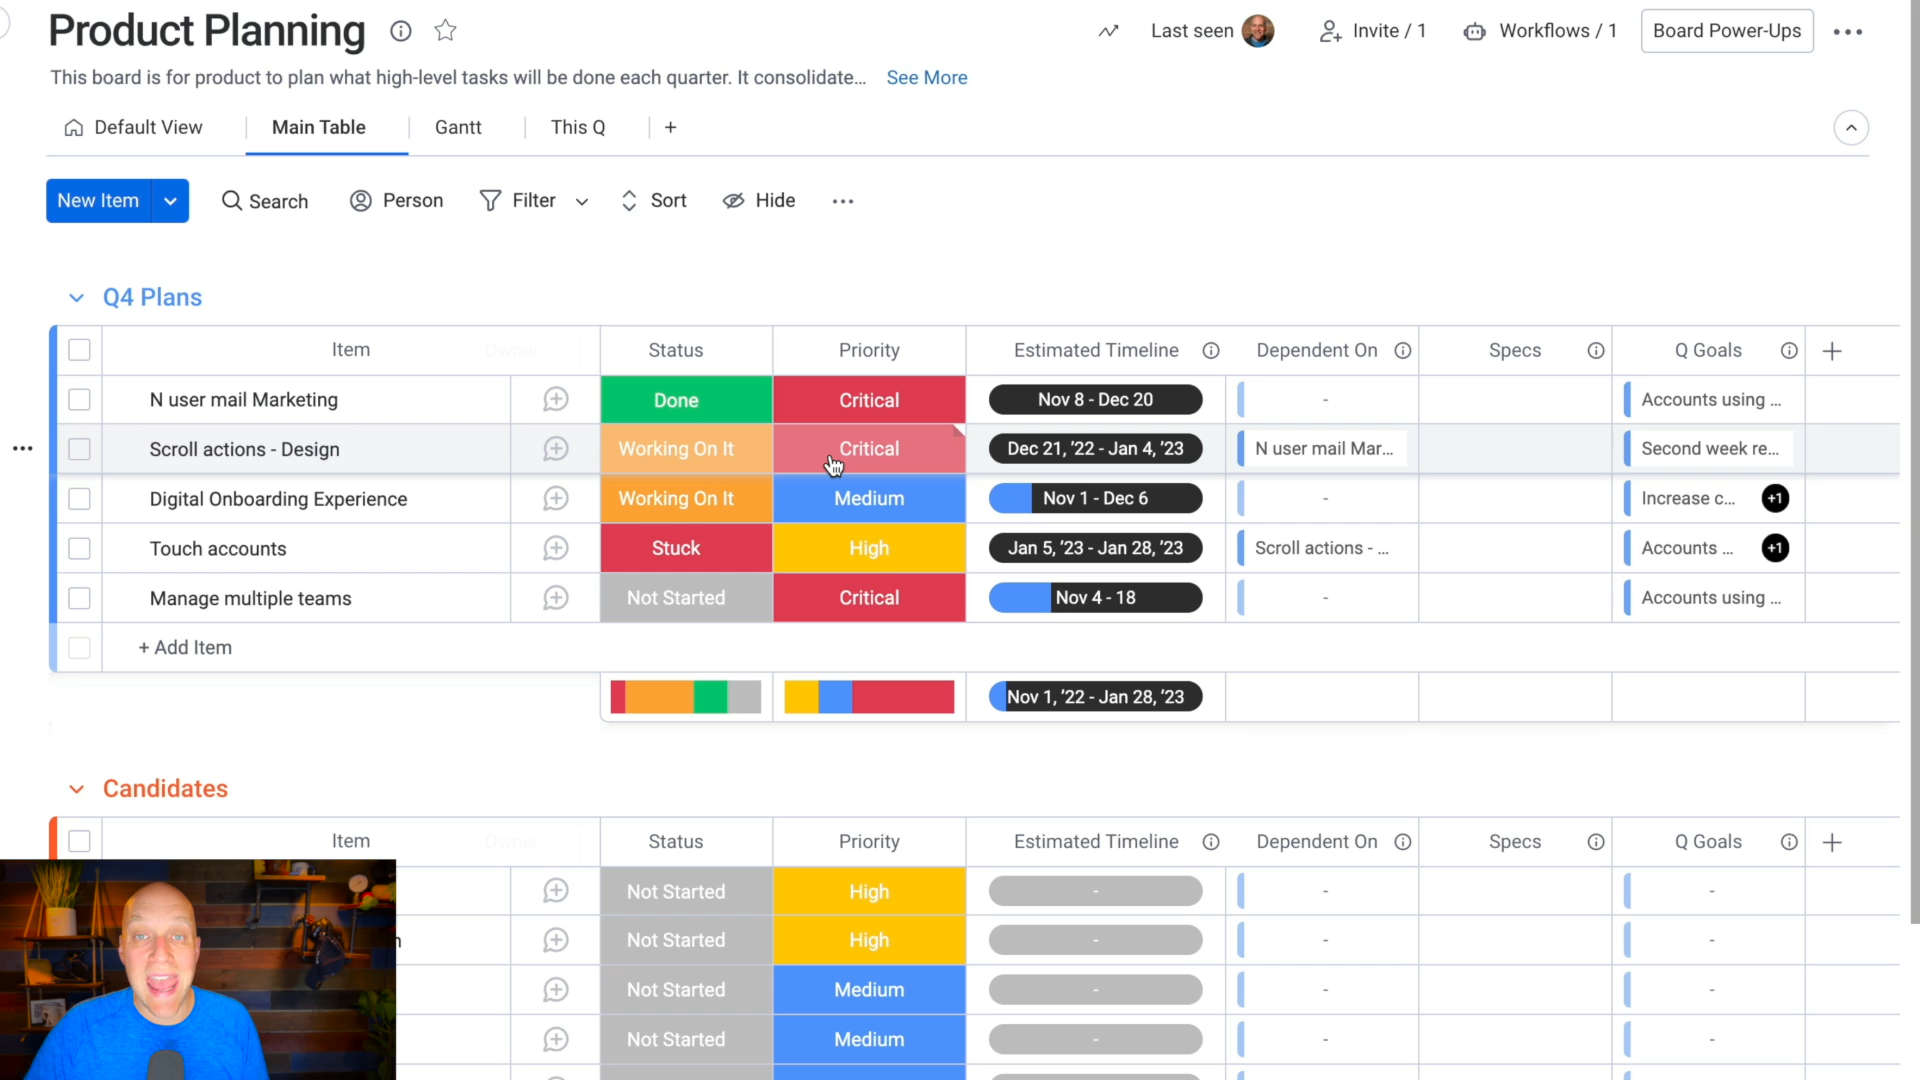 Product Planning
Last seen
Invite / 1
Workflows / 1
Board Power-Ups
This board is for product to plan what high-level tasks will be done each quarter. It consolidate... See More
Default View
Main Table
Gantt
This Q
New Item
Search
Person
Filter
Sort
Hide
Q4 Plans
Item Owner Status Priority Estimated Timeline Dependent On Specs Q Goals
N user mail Marketing Done Critical Nov 8 - Dec 20 - Accounts using ...
Scroll actions - Design Working On It Critical Dec 21, '22 - Jan 4, '23 N user mail Mar... Second week re...
Digital Onboarding Experience Working On It Medium Nov 1 - Dec 6 - Increase c... +1
Touch accounts Stuck High Jan 5, '23 - Jan 28, '23 Scroll actions - ... Accounts ... +1
Manage multiple teams Not Started Critical Nov 4 - 18 - Accounts using ...
+ Add Item
Nov 1, '22 - Jan 28, '23
Candidates
Item Owner Status Priority Estimated Timeline Dependent On Specs Q Goals
Not Started High - - -
n Not Started High - - -
Not Started Medium - - -
Not Started Medium - - -